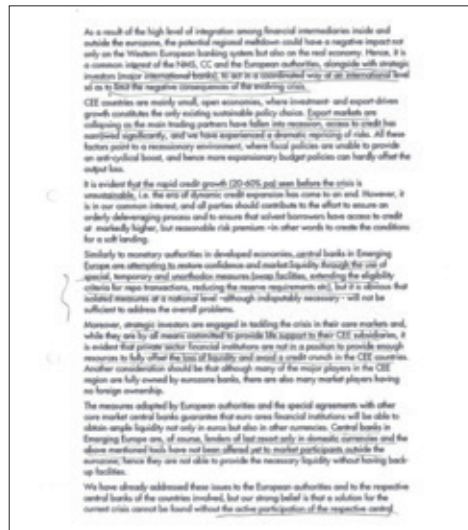 As a result of the high level of integration among financial intermediaries inside and
outside the eurozone, the potential regional meltdown could have a negative impact not
only on the Western European banking system but also on the real economy. Hence, it is
a common interest of the NMS, CC and the European authorities, alongside with strategic
investors (major international banks), to act in a coordinated way at an international level
so as to limit the negative consequences of the evolving crisis.
CEE countries are mainly small, open economies, where investment- and export-driven
growth constitutes the only existing sustainable policy choice. Export markets are
collapsing as the main trading partners have fallen into recession, access to credit has
narrowed significantly, and we have experienced a dramatic repricing of risks. All these
factors point to a recessionary environment, where fiscal policies are unable to provide
an anti-cyclical boost, and hence more expansionary budget policies can hardly offset the
output loss.
It is evident that the rapid credit growth (20-60% pa) seen before the crisis is
unsustainable, i.e. the era of dynamic credit expansion has come to an end. However, it
is in our common interest, and all parties should contribute to the effort to ensure an
orderly deleveraging process and to ensure that solvent borrowers have access to credit
at markedly higher, but reasonable risk premium -in other words to create the conditions
for a soft landing.
Similarly to monetary authorities in developed economies, central banks in Emerging
Europe are attempting to restore confidence and market liquidity through the use of
special, temporary and unorthodox measures (swap facilities, extending the eligibility
criteria for repo transactions, reducing the reserve requirements etc), but it is obvious that
isolated measures at a national level -although indisputably necessary - will not be
sufficient to address the overall problems.
Moreover, strategic investors are engaged in tackling the crisis in their core markets and,
while they are by all means committed to provide life support to their CEE subsidiaries, it
is evident that private sector financial institutions are not in a position to provide enough
resources to fully offset the loss of liquidity and avoid a credit crunch in the CEE countries.
Another consideration should be that although many of the major players in the CEE
region are fully owned by eurozone banks, there are also many market players having
no foreign ownership.
The measures adopted by European authorities and the special agreements with other
core market central banks guarantee that euro area financial institutions will be able to
obtain ample liquidity not only in euros but also in other currencies. Central banks in
Emerging Europe are, of course, lenders of last resort only in domestic currencies and the
above mentioned tools have not been offered yet to market participants outside the
eurozone; hence they are not able to provide the necessary liquidity without having back-
up facilities.
We have already addressed these issues to the European authorities and to the respective
central banks of the countries involved, but our strong belief is that a solution for the
current crisis cannot be found without the active participation of the respective central